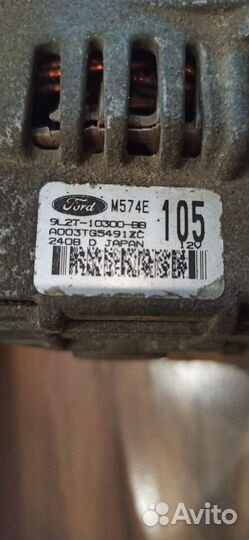 Ford M574E 105
9L2T-10300-BB
A003TG5491ZC 12V
2408 D JAPAN
Avito